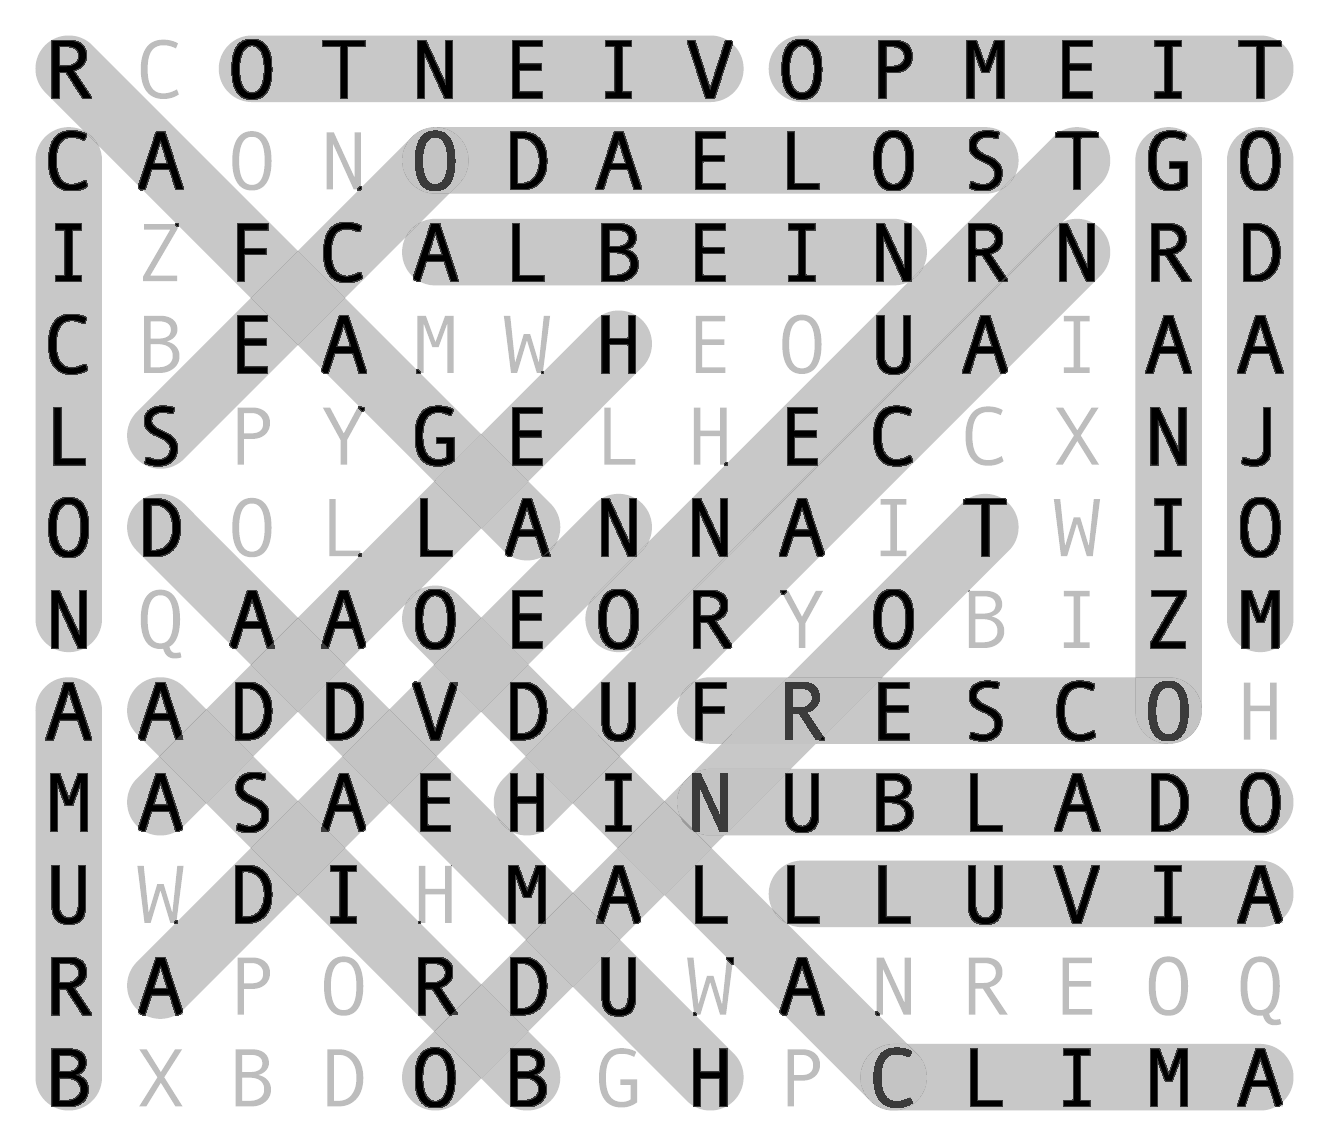 R C O T N E I V O P M E I T
C A O N O D A E L O S T G O
I Z F C A L B E I N R N R D
C B E A M W H E O U A I A A
L S P Y G E L H E C C X N J
O D O L L A N N A I T W I O
N Q A A O E O R Y O B I Z M
A A D D V D U F R E S C O H
M A S A E H I N U B L A D O
U W D I H M A L L L U V I A
R A P O R D U W A N R E O Q
B X B D O B G H P C L I M A